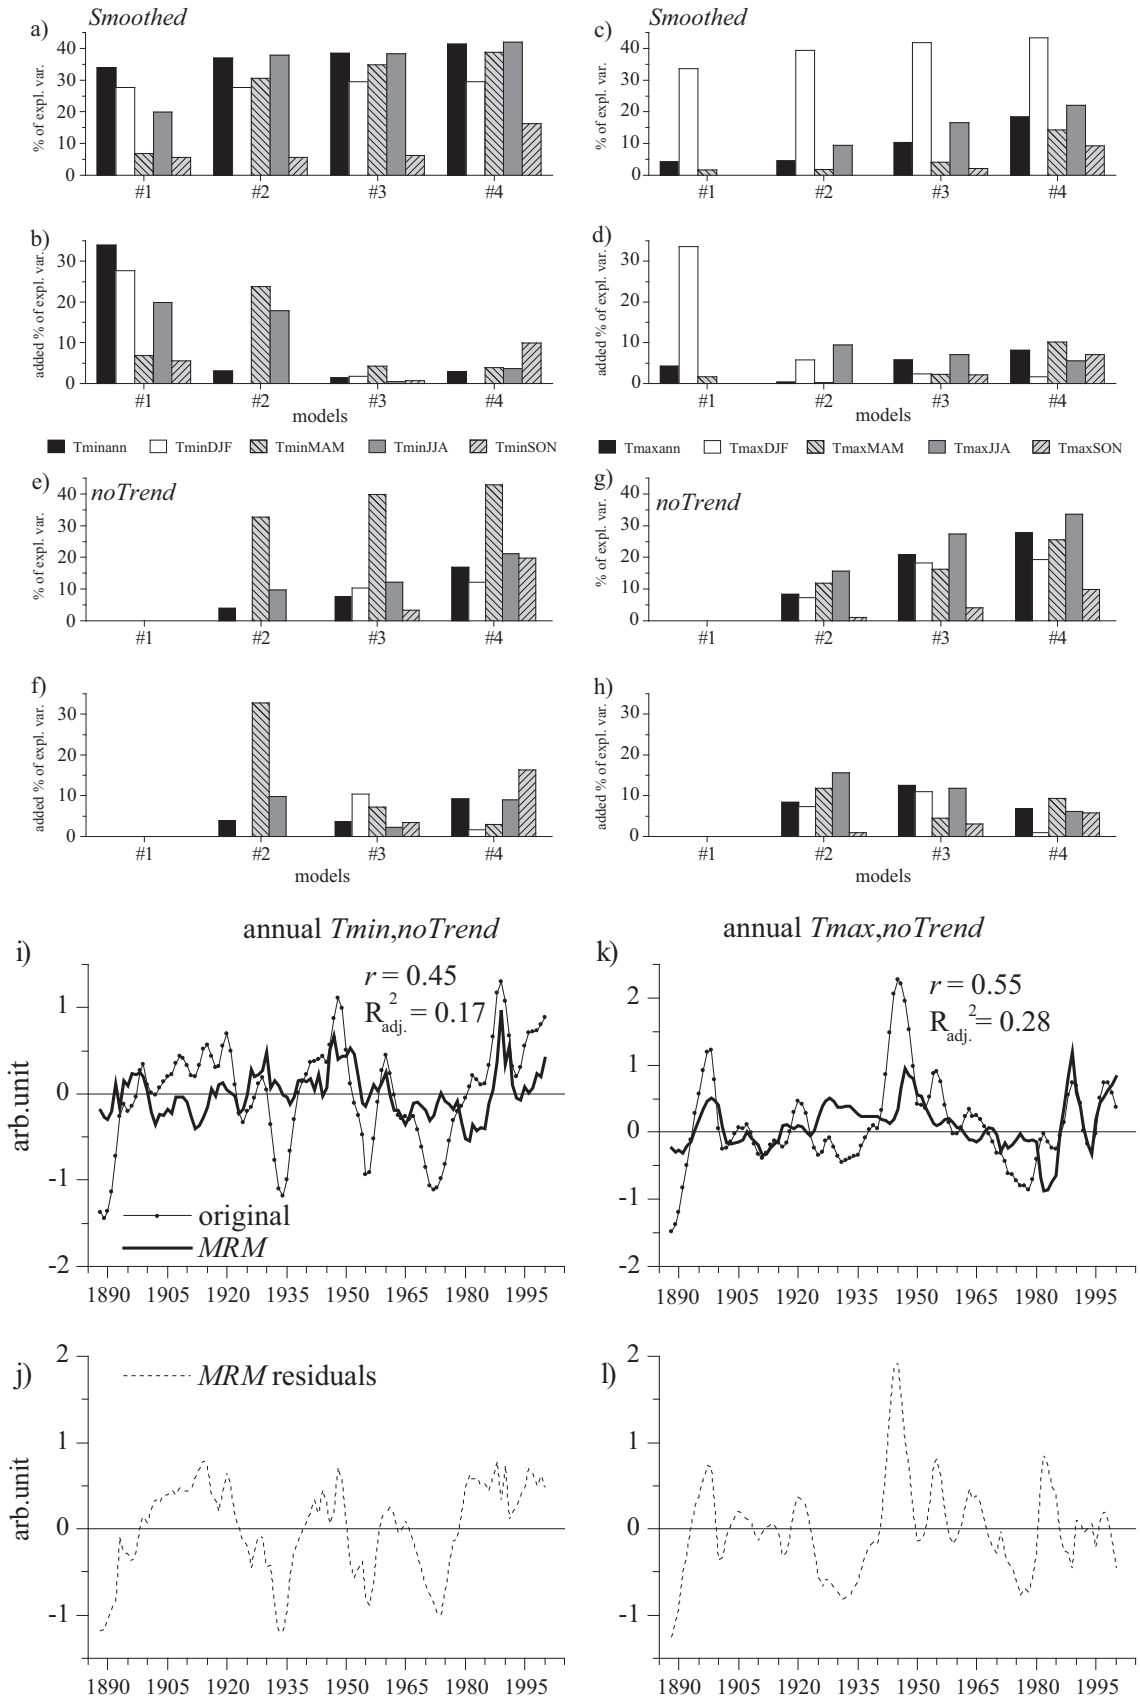 Smoothed
a)
% of expl. var.
40
30
20
10
0
#1
#2
#3
#4
Smoothed
c)
% of expl. var.
40
30
20
10
0
#1
#2
#3
#4
b)
added % of expl. var.
30
20
10
0
#1
#2
#3
#4
models
d)
added % of expl. var.
30
20
10
0
#1
#2
#3
#4
models
Tminann TminDJF TminMAM TminJJA TminSON
Tmaxann TmaxDJF TmaxMAM TmaxJJA TmaxSON
e)
noTrend
% of expl. var.
40
30
20
10
0
#1
#2
#3
#4
g)
noTrend
% of expl. var.
40
30
20
10
0
#1
#2
#3
#4
f)
added % of expl. var.
30
20
10
0
#1
#2
#3
#4
models
h)
added % of expl. var.
30
20
10
0
#1
#2
#3
#4
models
annual Tmin,noTrend
i)
r = 0.45
R²adj. = 0.17
arb.unit
1
0
-1
-2
original
MRM
1890 1905 1920 1935 1950 1965 1980 1995
annual Tmax,noTrend
k)
r = 0.55
R²adj. = 0.28
2
1
0
-1
-2
1890 1905 1920 1935 1950 1965 1980 1995
j)
MRM residuals
arb.unit
2
1
0
-1
1890 1905 1920 1935 1950 1965 1980 1995
l)
2
1
0
-1
1890 1905 1920 1935 1950 1965 1980 1995